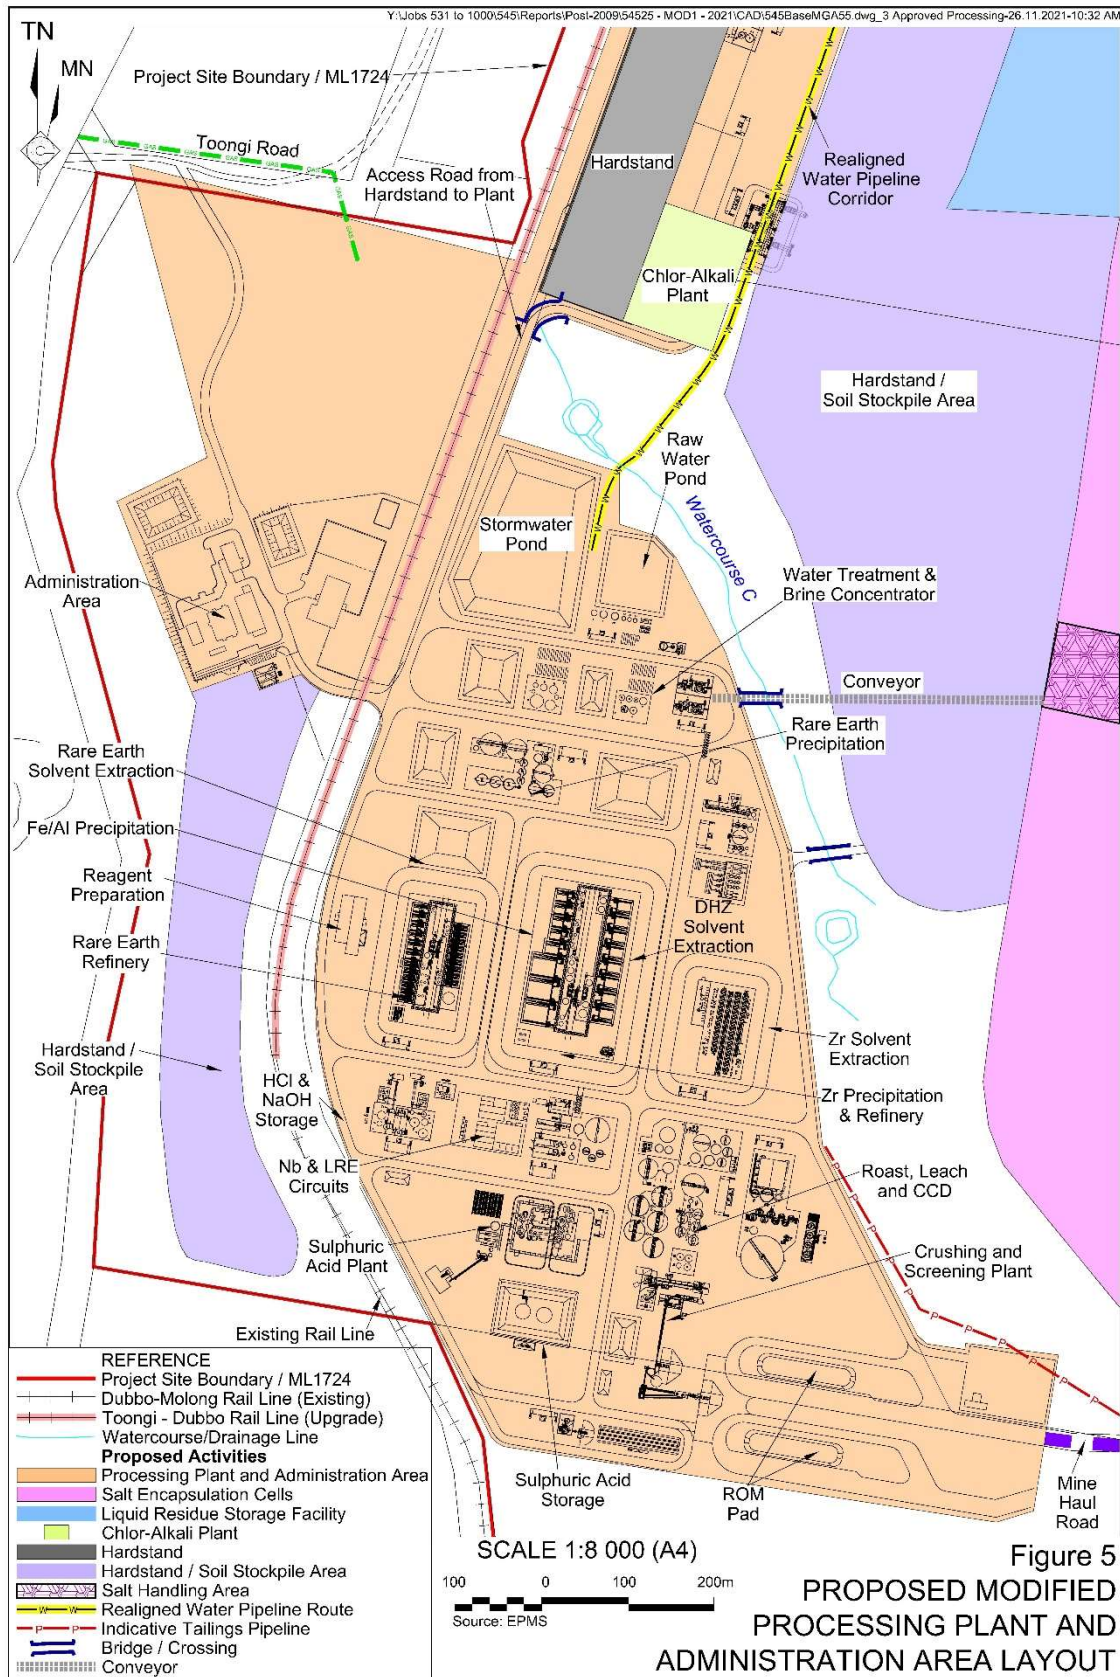 Y:\Jobs 531 to 1000\545\Reports\Post-2009\54525 - MOD1 - 2021\CAD\545BaseMGA55.dwg_3 Approved Processing-26.11.2021-10:32 AM
TN
MN
Project Site Boundary / ML1724
GAS GAS GAS GAS GAS GAS
Toongi Road
Access Road from
Hardstand to Plant
Hardstand
Realigned
Water Pipeline
Corridor
Chlor-Alkali
Plant
Hardstand /
Soil Stockpile Area
Raw
Water
Pond
Stormwater
Pond
Watercourse C
Water Treatment &
Brine Concentrator
Administration
Area
Conveyor
Rare Earth
Precipitation
Rare Earth
Solvent Extraction
Fe/Al Precipitation
Reagent
Preparation
Rare Earth
Refinery
DHZ
Solvent
Extraction
Hardstand /
Soil Stockpile
Area
Zr Solvent
Extraction
HCl &
NaOH
Storage
Zr Precipitation
& Refinery
Nb & LRE
Circuits
Roast, Leach
and CCD
Sulphuric
Acid Plant
Crushing and
Screening Plant
Existing Rail Line
Sulphuric Acid
Storage
ROM
Pad
Mine
Haul
Road
REFERENCE
Project Site Boundary / ML1724
Dubbo-Molong Rail Line (Existing)
Toongi - Dubbo Rail Line (Upgrade)
Watercourse/Drainage Line
Proposed Activities
Processing Plant and Administration Area
Salt Encapsulation Cells
Liquid Residue Storage Facility
Chlor-Alkali Plant
Hardstand
Hardstand / Soil Stockpile Area
Salt Handling Area
W W Realigned Water Pipeline Route
P P Indicative Tailings Pipeline
Bridge / Crossing
Conveyor
SCALE 1:8 000 (A4)
100 0 100 200m
Source: EPMS
Figure 5
PROPOSED MODIFIED
PROCESSING PLANT AND
ADMINISTRATION AREA LAYOUT